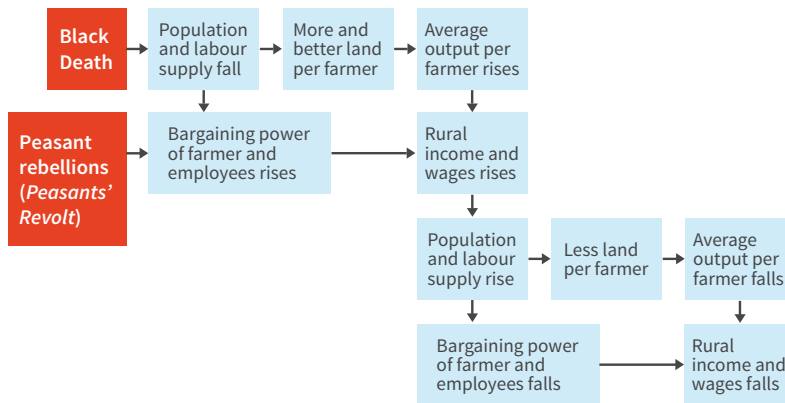 Black
Death
Population
and labour
supply fall
More and
better land
per farmer
Average
output per
farmer rises
Peasant
rebellions
(Peasants’
Revolt)
Bargaining power
of farmer and
employees rises
Rural
income and
wages rises
Population
and labour
supply rise
Less land
per farmer
Average
output per
farmer falls
Bargaining power
of farmer and
employees falls
Rural
income and
wages falls